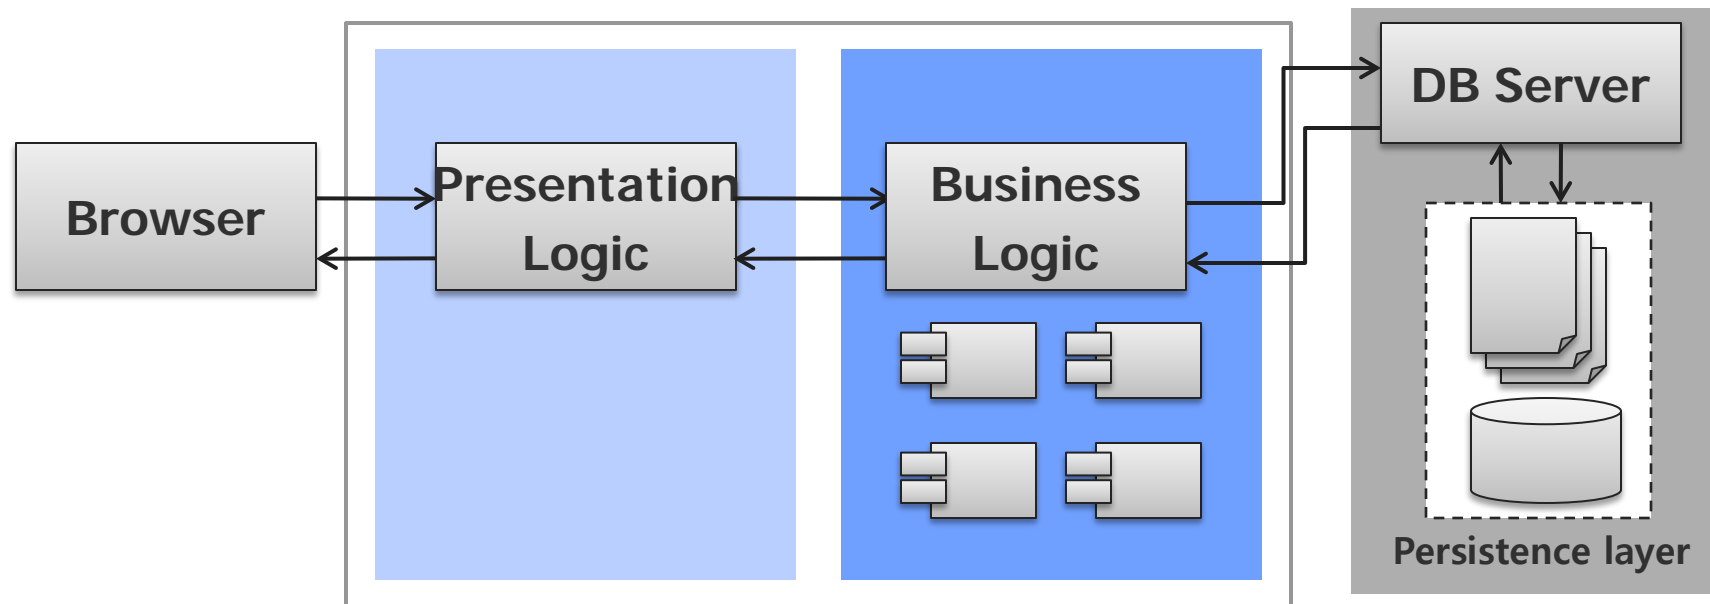 Browser
Presentation
Logic
Business
Logic
DB Server
Persistence layer